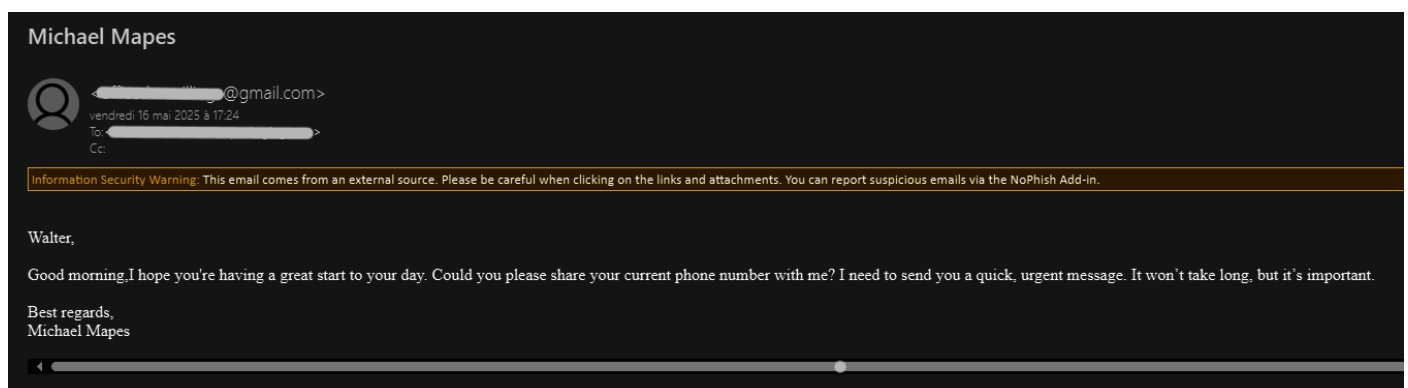 Michael Mapes
@gmail.com>
vendredi 16 mai 2025 à 17:24
To: < >
Cc:
Information Security Warning: This email comes from an external source. Please be careful when clicking on the links and attachments. You can report suspicious emails via the NoPhish Add-in.
Walter,
Good morning,I hope you're having a great start to your day. Could you please share your current phone number with me? I need to send you a quick, urgent message. It won’t take long, but it’s important.
Best regards,
Michael Mapes